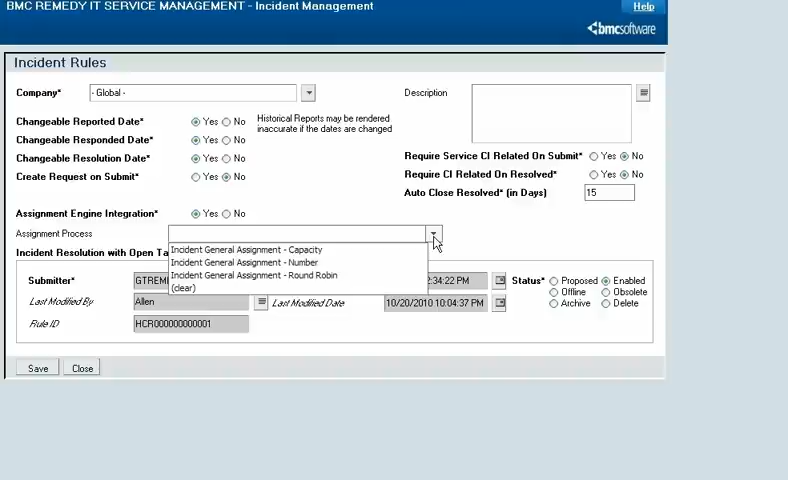 BMC REMEDY IT SERVICE MANAGEMENT - Incident Management
Help
bmcsoftware
Incident Rules
Company*
- Global -
Description
Changeable Reported Date*
Yes No
Historical Reports may be rendered
inaccurate if the dates are changed
Changeable Responded Date*
Yes No
Changeable Resolution Date*
Yes No
Require Service CI Related On Submit*
Yes No
Create Request on Submit*
Yes No
Require CI Related On Resolved*
Yes No
Auto Close Resolved* (in Days)
15
Assignment Engine Integration*
Yes No
Assignment Process
Incident General Assignment - Capacity
Incident General Assignment - Number
Incident General Assignment - Round Robin
(clear)
Incident Resolution with Open Ta
Submitter*
GTREM
2:34:22 PM
Status*
Proposed Enabled
Offline Obsolete
Archive Delete
Last Modified By
Allen
Last Modified Date
10/20/2010 10:04:37 PM
Rule ID
HCR000000000001
Save
Close